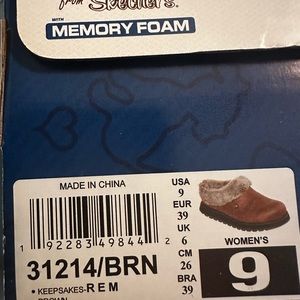 from Skechers®
WITH
MEMORY FOAM
MADE IN CHINA
USA
9
EUR
39
UK
6
CM
26
BRA
39
1 92283 49844 2
31214/BRN
• KEEPSAKES-R E M
WOMEN'S
9